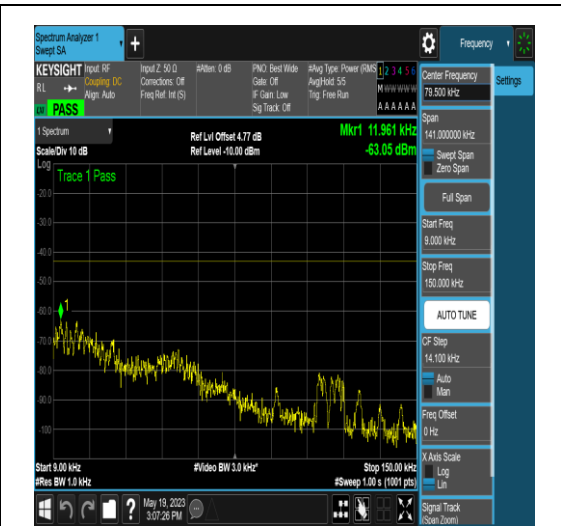 Spectrum Analyzer 1
Swept SA
+
Frequency
KEYSIGHT
RL
PASS
Input: RF
Coupling: DC
Align: Auto
Input Z: 50 Ω
Corrections: Off
Freq Ref: Int (S)
#Atten: 0 dB
PNO: Best Wide
Gate: Off
IF Gain: Low
Sig Track: Off
#Avg Type: Power (RMS
Avg|Hold: 5/5
Trig: Free Run
1 2 3 4 5 6
M W W W W W
A A A A A A
1 Spectrum
Scale/Div 10 dB
Ref Lvl Offset 4.77 dB
Ref Level -10.00 dBm
Mkr1 11.961 kHz
-63.05 dBm
Log
Trace 1 Pass
-20.0
-30.0
-40.0
-50.0
-60.0
-70.0
-80.0
-90.0
-100
1
Start 9.00 kHz
#Res BW 1.0 kHz
#Video BW 3.0 kHz*
Stop 150.00 kHz
#Sweep 1.00 s (1001 pts)
May 19, 2023
3:07:26 PM
?
Center Frequency
79.500 kHz
Settings
Span
141.000000 kHz
Swept Span
Zero Span
Full Span
Start Freq
9.000 kHz
Stop Freq
150.000 kHz
AUTO TUNE
CF Step
14.100 kHz
Auto
Man
Freq Offset
0 Hz
X Axis Scale
Log
Lin
Signal Track
(Span Zoom)